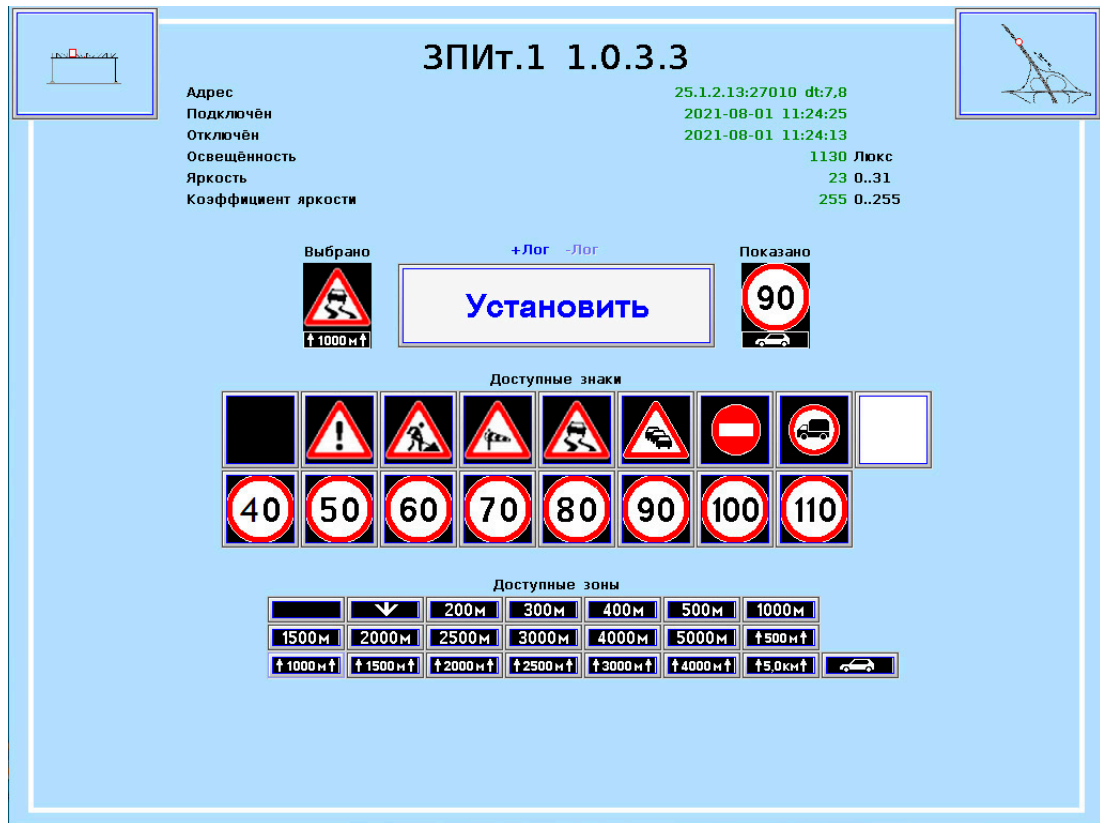 ЗПИт.1 1.0.3.3
Адрес 25.1.2.13:27010 dt:7,8
Подключён 2021-08-01 11:24:25
Отключён 2021-08-01 11:24:13
Освещённость 1130 Люкс
Яркость 23 0..31
Коэффициент яркости 255 0..255
Выбрано +Лог -Лог Показано
Установить
90
↑1000м↑
Доступные знаки
40 50 60 70 80 90 100 110
Доступные зоны
200м 300м 400м 500м 1000м
1500м 2000м 2500м 3000м 4000м 5000м ↑500м↑
↑1000м↑ ↑1500м↑ ↑2000м↑ ↑2500м↑ ↑3000м↑ ↑4000м↑ ↑5,0км↑